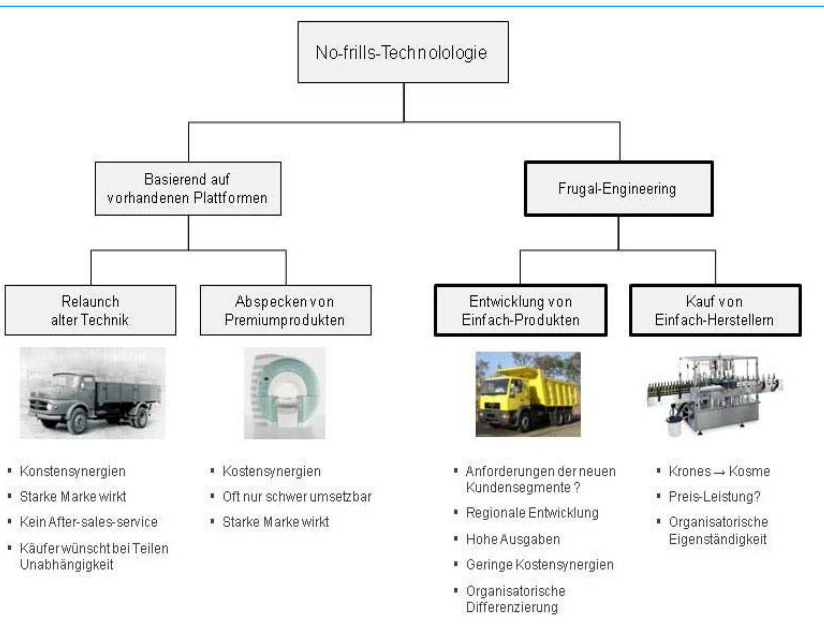 No-frills-Technolologie
Basierend auf
vorhandenen Plattformen
Frugal-Engineering
Relaunch
alter Technik
Abspecken von
Premiumprodukten
Entwicklung von
Einfach-Produkten
Kauf von
Einfach-Herstellern
▪ Konstensynergien
▪ Starke Marke wirkt
▪ Kein After-sales-service
▪ Käufer wünscht bei Teilen
Unabhängigkeit
▪ Kostensynergien
▪ Oft nur schwer umsetzbar
▪ Starke Marke wirkt
▪ Anforderungen der neuen
Kundensegmente ?
▪ Regionale Entwicklung
▪ Hohe Ausgaben
▪ Geringe Kostensynergien
▪ Organisatorische
Differenzierung
▪ Krones → Kosme
▪ Preis-Leistung?
▪ Organisatorische
Eigenständigkeit